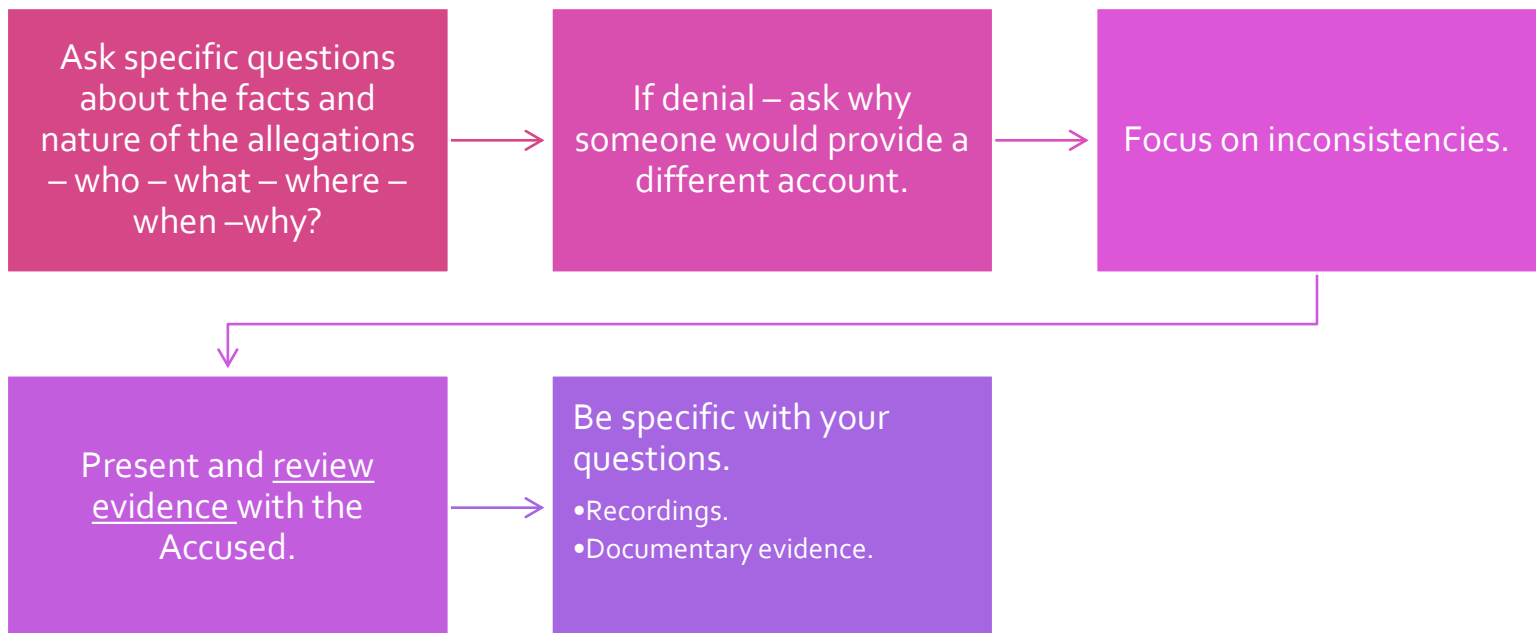 Ask specific questions
about the facts and
nature of the allegations
– who – what – where –
when –why?
If denial – ask why
someone would provide a
different account.
Focus on inconsistencies.
Present and review
evidence with the
Accused.
Be specific with your
questions.
•Recordings.
•Documentary evidence.